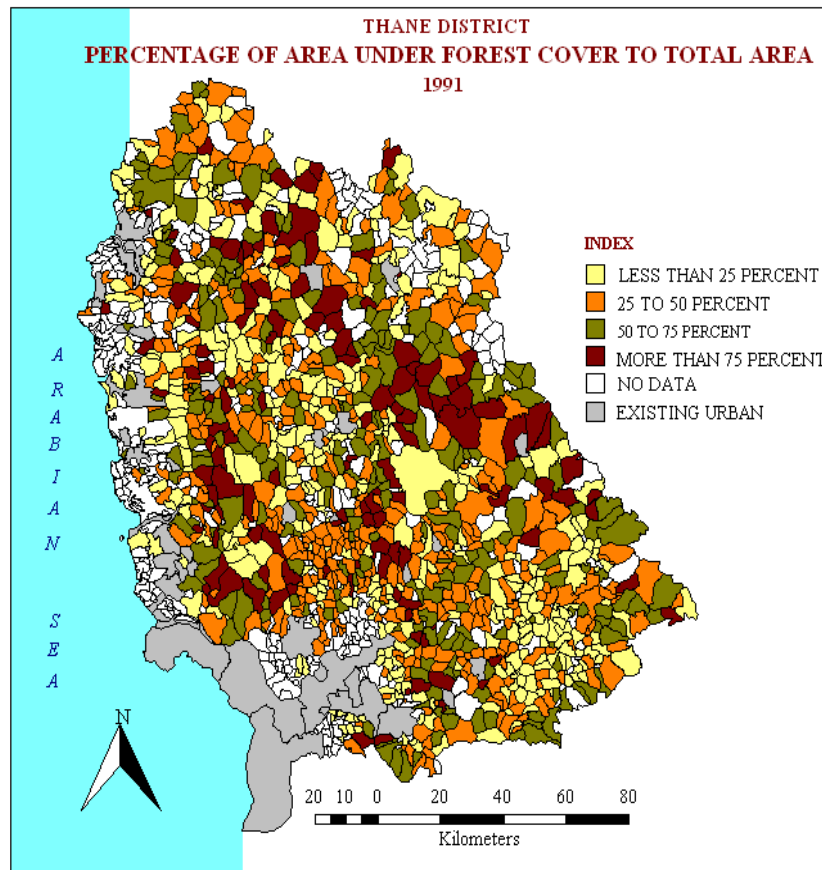 THANE DISTRICT
PERCENTAGE OF AREA UNDER FOREST COVER TO TOTAL AREA
1991
INDEX
LESS THAN 25 PERCENT
25 TO 50 PERCENT
50 TO 75 PERCENT
MORE THAN 75 PERCENT
NO DATA
EXISTING URBAN
ARABIAN SEA
N
20 10 0 20 40 60 80
Kilometers